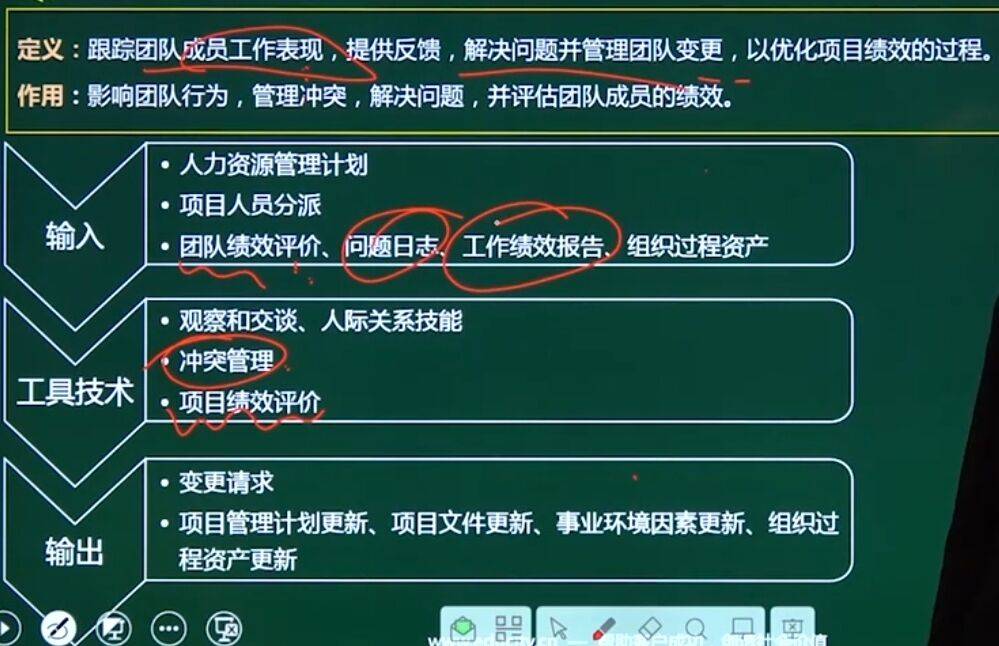 定义：跟踪团队成员工作表现，提供反馈，解决问题并管理团队变更，以优化项目绩效的过程。
作用：影响团队行为，管理冲突，解决问题，并评估团队成员的绩效。
输入
• 人力资源管理计划
• 项目人员分派
• 团队绩效评价、问题日志、工作绩效报告、组织过程资产
工具技术
• 观察和交谈、人际关系技能
• 冲突管理
• 项目绩效评价
输出
• 变更请求
• 项目管理计划更新、项目文件更新、事业环境因素更新、组织过
程资产更新